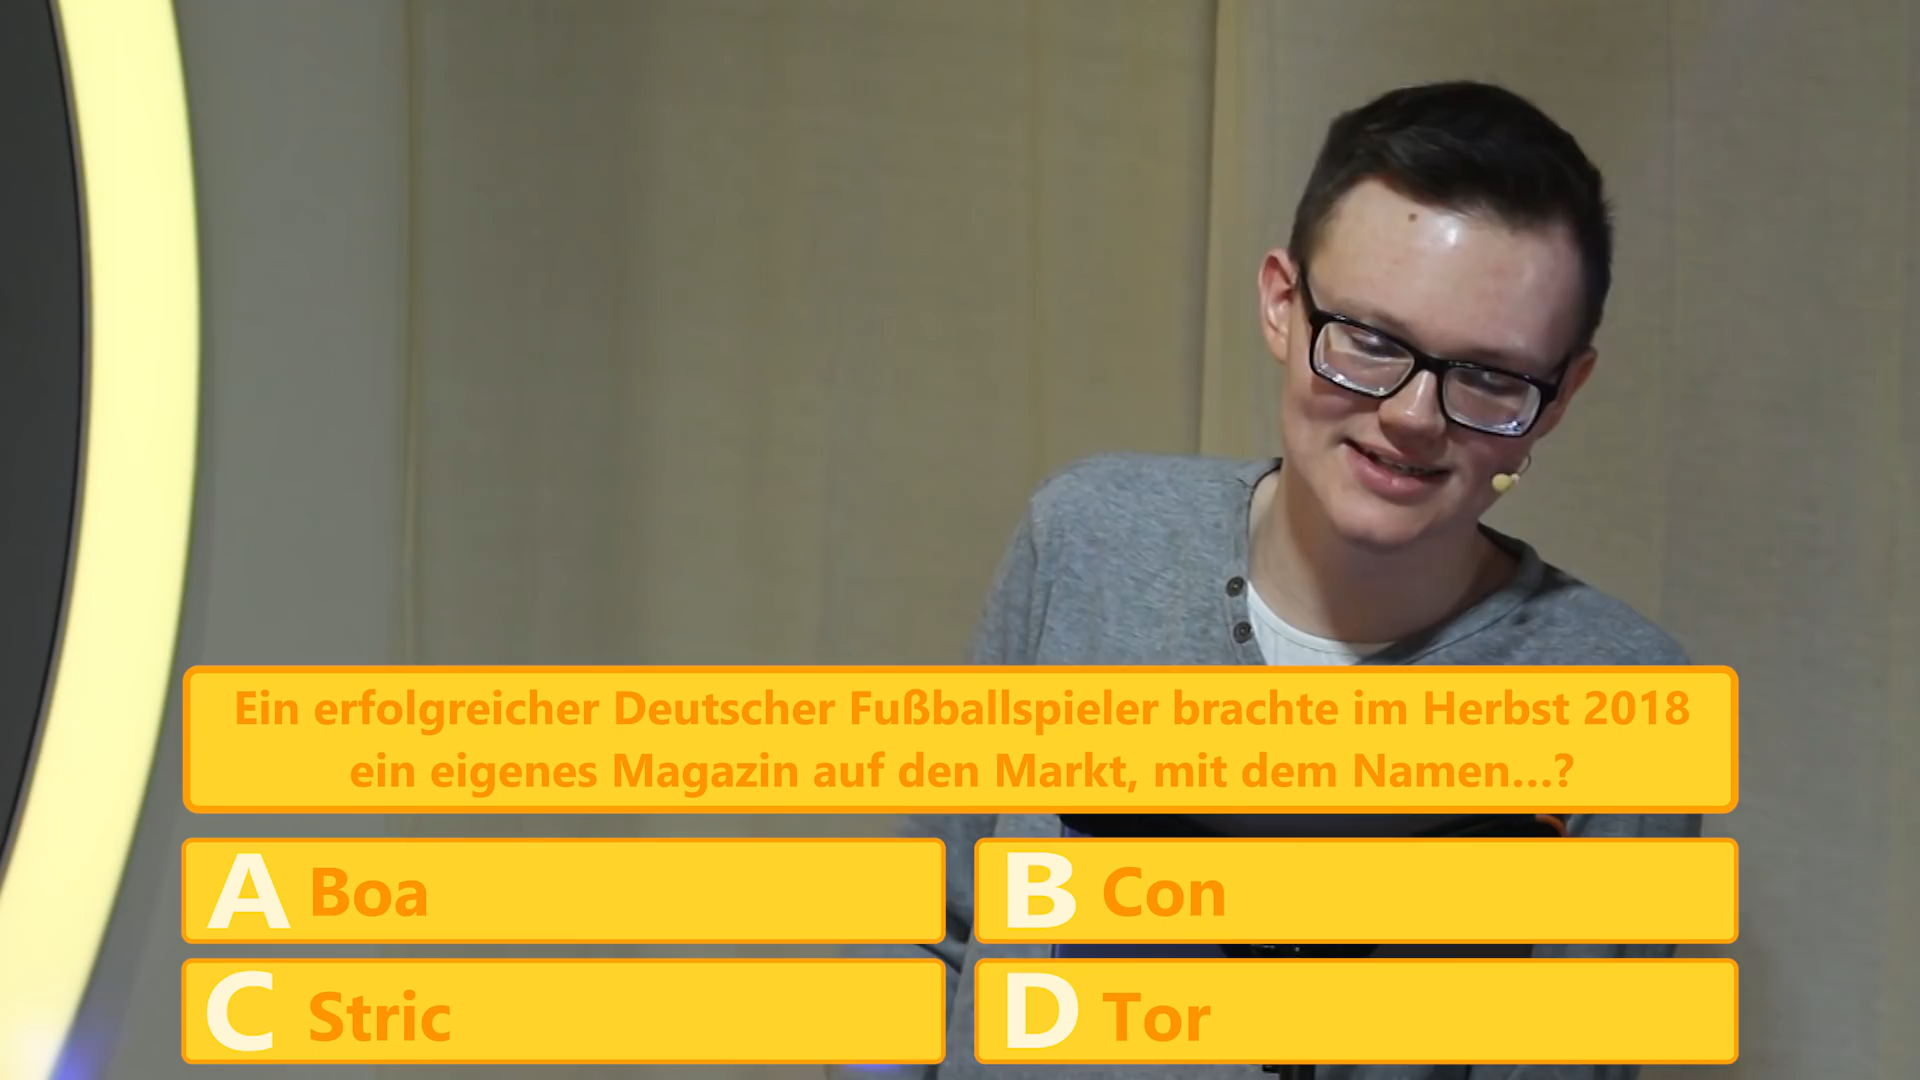 Ein erfolgreicher Deutscher Fußballspieler brachte im Herbst 2018
ein eigenes Magazin auf den Markt, mit dem Namen...?
A Boa
B Con
C Stric
D Tor